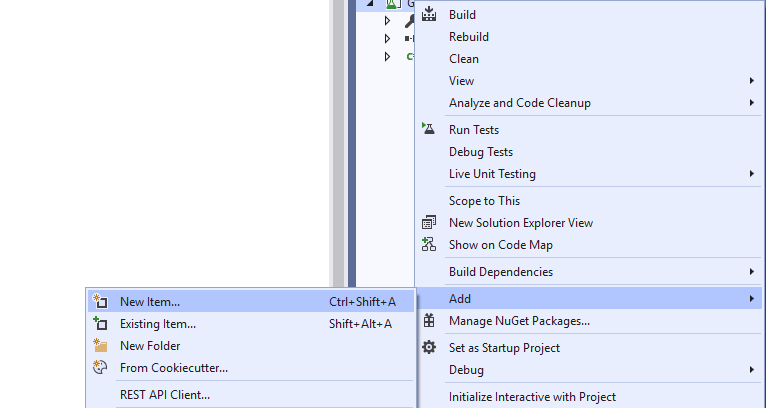 Build
Rebuild
Clean
View
Analyze and Code Cleanup
Run Tests
Debug Tests
Live Unit Testing
Scope to This
New Solution Explorer View
Show on Code Map
Build Dependencies
Add
Manage NuGet Packages...
Set as Startup Project
Debug
Initialize Interactive with Project
New Item... Ctrl+Shift+A
Existing Item... Shift+Alt+A
New Folder
From Cookiecutter...
REST API Client...